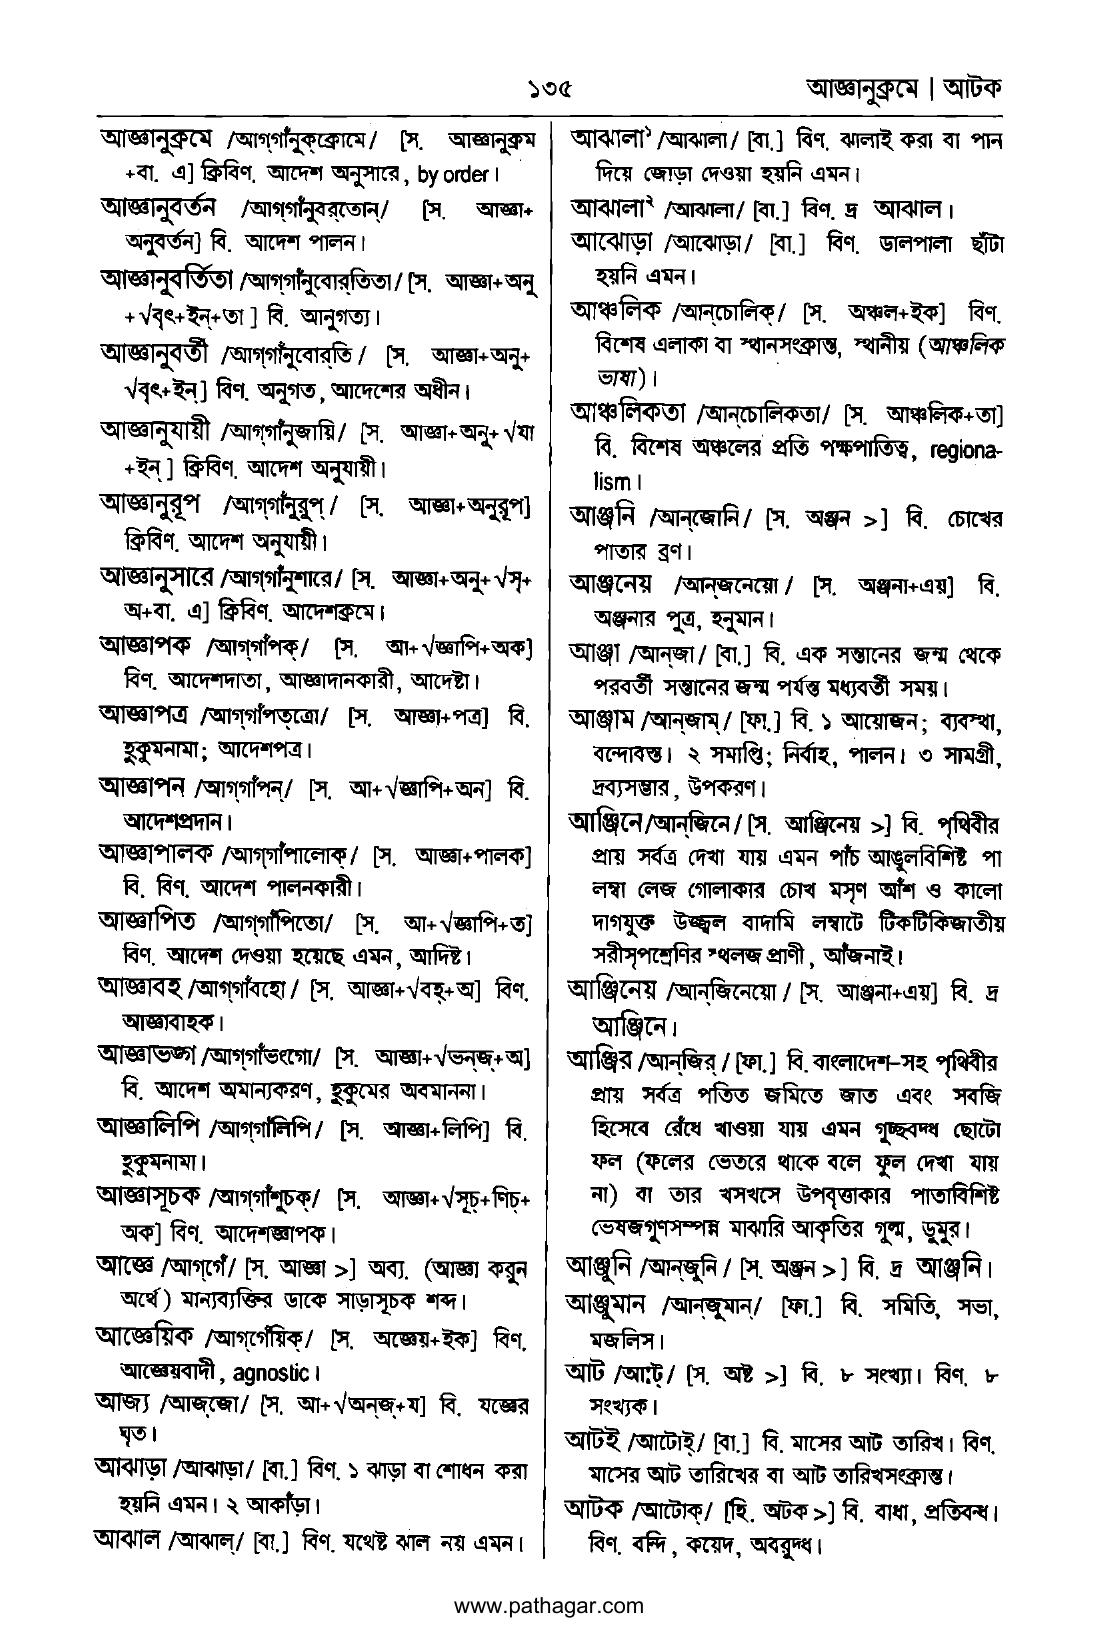 ১৩৫
আজ্ঞানুক্রমে | আটক
আজ্ঞানুক্রমে /আগ্‌গাঁনুক্‌ক্রোমে/ [স. আজ্ঞানুক্রম
+বা. এ] ক্রিবিণ. আদেশ অনুসারে, by order।
আজ্ঞানুবর্তন /আগ্‌গাঁনুবর্‌তোন্/ [স. আজ্ঞা+
অনুবর্তন] বি. আদেশ পালন।
আজ্ঞানুবর্তিতা /আগ্‌গাঁনুবোর্‌তিতা/ [স. আজ্ঞা+অনু
+√বৃৎ+ইন্+তা ] বি. আনুগত্য।
আজ্ঞানুবর্তী /আগ্‌গাঁনুবোর্‌তি / [স. আজ্ঞা+অনু+
√বৃৎ+ইন্] বিণ. অনুগত, আদেশের অধীন।
আজ্ঞানুযায়ী /আগ্‌গাঁনুজায়ি/ [স. আজ্ঞা+অনু+ √যা
+ইন্ ] ক্রিবিণ. আদেশ অনুযায়ী।
আজ্ঞানুরূপ /আগ্‌গাঁনুরুপ্ / [স. আজ্ঞা+অনুরূপ]
ক্রিবিণ. আদেশ অনুযায়ী।
আজ্ঞানুসারে /আগ্‌গাঁনুশারে/ [স. আজ্ঞা+অনু+√সৃ+
অ+বা. এ] ক্রিবিণ. আদেশক্রমে।
আজ্ঞাপক /আগ্‌গাঁপক্/ [স. আ+√জ্ঞাপি+অক]
বিণ. আদেশদাতা, আজ্ঞাদানকারী, আদেষ্টা।
আজ্ঞাপত্র /আগ্‌গাঁপত্‌ত্রো/ [স. আজ্ঞা+পত্র] বি.
হুকুমনামা; আদেশপত্র।
আজ্ঞাপন /আগ্‌গাঁপন্/ [স. আ+√জ্ঞাপি+অন] বি.
আদেশপ্রদান।
আজ্ঞাপালক /আগ্‌গাঁপালোক্/ [স. আজ্ঞা+পালক]
বি. বিণ. আদেশ পালনকারী।
আজ্ঞাপিত /আগ্‌গাঁপিতো/ [স. আ+√জ্ঞাপি+ত]
বিণ. আদেশ দেওয়া হয়েছে এমন, আদিষ্ট।
আজ্ঞাবহ /আগ্‌গাঁবহো/ [স. আজ্ঞা+√বহ্+অ] বিণ.
আজ্ঞাবাহক।
আজ্ঞাভঙ্গ /আগ্‌গাঁভংগো/ [স. আজ্ঞা+√ভন্‌জ্+অ]
বি. আদেশ অমান্যকরণ, হুকুমের অবমাননা।
আজ্ঞালিপি /আগ্‌গাঁলিপি/ [স. আজ্ঞা+লিপি] বি.
হুকুমনামা।
আজ্ঞাসূচক /আগ্‌গাঁশুচক্/ [স. আজ্ঞা+√সূচ্+ণিচ্+
অক] বিণ. আদেশজ্ঞাপক।
আজ্ঞে /আগ্‌গেঁ/ [স. আজ্ঞা >] অব্য. (আজ্ঞা করুন
অর্থে) মান্যব্যক্তির ডাকে সাড়াসূচক শব্দ।
আজ্ঞেয়িক /আগ্‌গেঁয়িক্/ [স. অজ্ঞেয়+ইক] বিণ.
আজ্ঞেয়বাদী, agnostic।
আজ্য /আজ্‌জো/ [স. আ+√অন্‌জ্+য] বি. যজ্ঞের
ঘৃত।
আঝাড়া /আঝাড়া/ [বা.] বিণ. ১ ঝাড়া বা শোধন করা
হয়নি এমন। ২ আকাঁড়া।
আঝাল /আঝাল্/ [বা.] বিণ. যথেষ্ট ঝাল নয় এমন।
আঝালা১ /আঝালা/ [বা.] বিণ. ঝালাই করা বা পান
দিয়ে জোড়া দেওয়া হয়নি এমন।
আঝালা২ /আঝালা/ [বা.] বিণ. দ্র আঝাল।
আঝোড়া /আঝোড়া/ [বা.] বিণ. ডালপালা ছাঁটা
হয়নি এমন।
আঞ্চলিক /আন্‌চোলিক্/ [স. অঞ্চল+ইক] বিণ.
বিশেষ এলাকা বা স্থানসংক্রান্ত, স্থানীয় (আঞ্চলিক
ভাষা)।
আঞ্চলিকতা /আন্‌চোলিকতা/ [স. আঞ্চলিক+তা]
বি. বিশেষ অঞ্চলের প্রতি পক্ষপাতিত্ব, regiona-
lism।
আঞ্জনি /আন্‌জোনি/ [স. অঞ্জন >] বি. চোখের
পাতার ব্রণ।
আঞ্জনেয় /আন্‌জনেয়ো / [স. অঞ্জনা+এয়] বি.
অঞ্জনার পুত্র, হনুমান।
আঞ্জা /আন্‌জা/ [বা.] বি. এক সন্তানের জন্ম থেকে
পরবর্তী সন্তানের জন্ম পর্যন্ত মধ্যবর্তী সময়।
আঞ্জাম /আন্‌জাম্/ [ফা.] বি. ১ আয়োজন; ব্যবস্থা,
বন্দোবস্ত। ২ সমাপ্তি; নির্বাহ, পালন। ৩ সামগ্রী,
দ্রব্যসম্ভার, উপকরণ।
আঞ্জিনে/আন্‌জিনে/ [স. আঞ্জিনেয় >] বি. পৃথিবীর
প্রায় সর্বত্র দেখা যায় এমন পাঁচ আঙুলবিশিষ্ট পা
লম্বা লেজ গোলাকার চোখ মসৃণ আঁশ ও কালো
দাগযুক্ত উজ্জ্বল বাদামি লম্বাটে টিকটিকিজাতীয়
সরীসৃপশ্রেণির স্থলজ প্রাণী, আঁজনাই।
আঞ্জিনেয় /আন্‌জিনেয়ো / [স. আঞ্জনা+এয়] বি. দ্র
আঞ্জিনে।
আঞ্জির /আন্‌জির্ / [ফা.] বি. বাংলাদেশ-সহ পৃথিবীর
প্রায় সর্বত্র পতিত জমিতে জাত এবং সবজি
হিসেবে রেঁধে খাওয়া যায় এমন গুচ্ছবদ্ধ ছোটো
ফল (ফলের ভেতরে থাকে বলে ফুল দেখা যায়
না) বা তার খসখসে উপবৃত্তাকার পাতাবিশিষ্ট
ভেষজগুণসম্পন্ন মাঝারি আকৃতির গুল্ম, ডুমুর।
আঞ্জুনি /আন্‌জুনি / [স. অঞ্জন >] বি. দ্র আঞ্জনি।
আঞ্জুমান /আন্‌জুমান্/ [ফা.] বি. সমিতি, সভা,
মজলিস।
আট /আট্/ [স. অষ্ট >] বি. ৮ সংখ্যা। বিণ. ৮
সংখ্যক।
আটই /আটোই্/ [বা.] বি. মাসের আট তারিখ। বিণ.
মাসের আট তারিখের বা আট তারিখসংক্রান্ত।
আটক /আটোক্/ [হি. অটক >] বি. বাধা, প্রতিবন্ধ।
বিণ. বন্দি, কয়েদ, অবরুদ্ধ।
www.pathagar.com